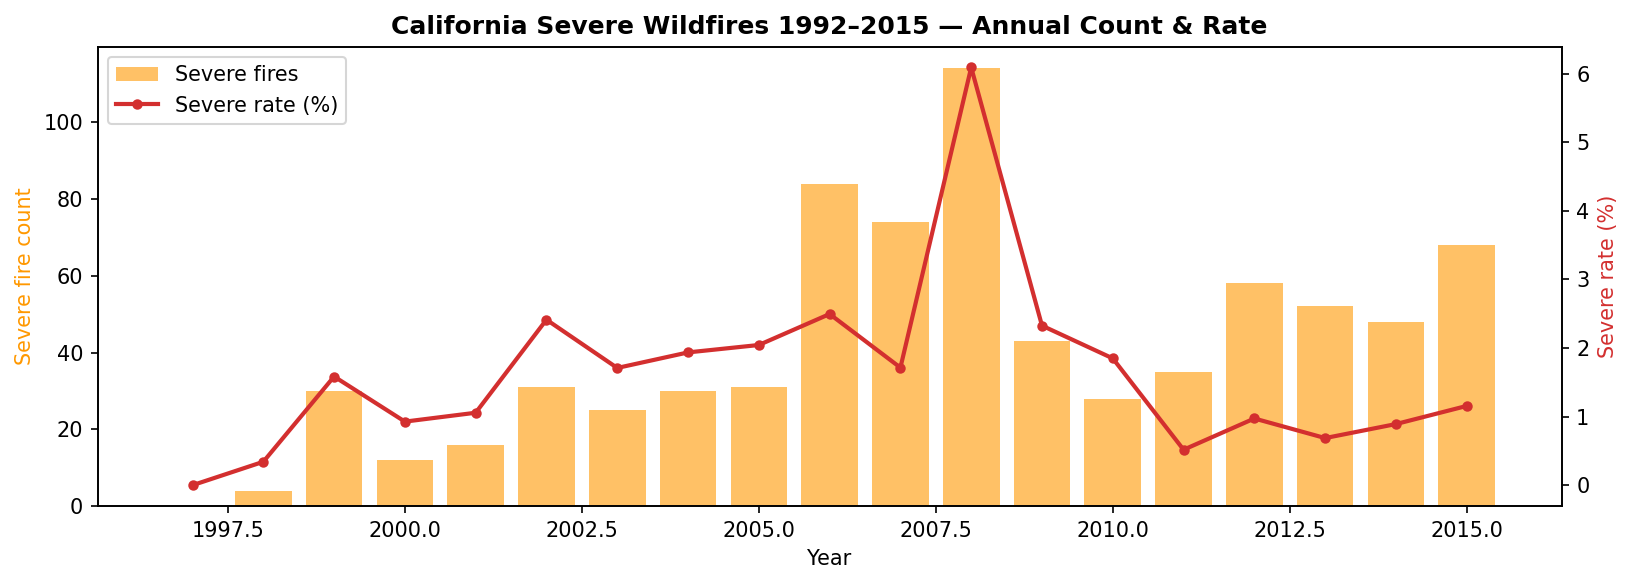 California Severe Wildfires 1992–2015 — Annual Count & Rate
Severe fires
Severe rate (%)
Severe fire count
100
80
60
40
20
0
6
5
4
3
2
1
0
Severe rate (%)
1997.5 2000.0 2002.5 2005.0 2007.5 2010.0 2012.5 2015.0
Year